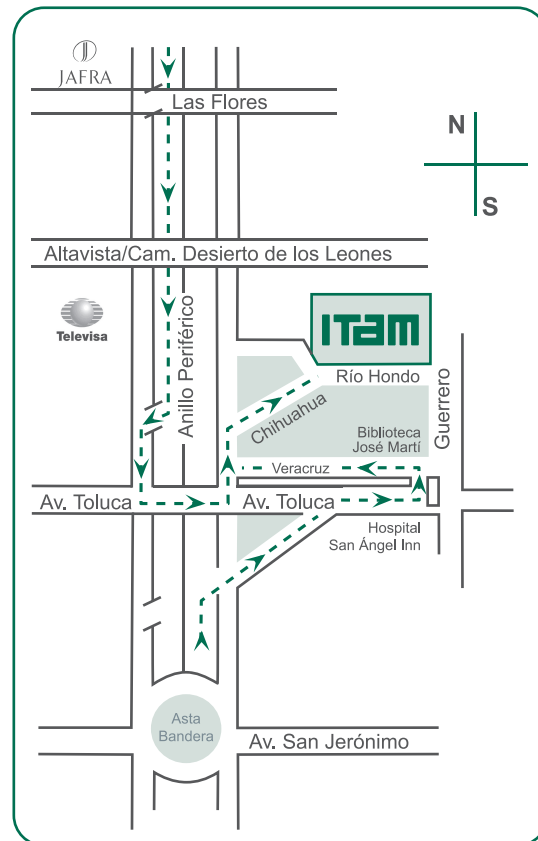 JAFRA
Las Flores
N
S
Altavista/Cam. Desierto de los Leones
Televisa
Anillo Periférico
ITAM
Río Hondo
Chihuahua
Guerrero
Biblioteca
José Martí
Veracruz
Av. Toluca
Av. Toluca
Hospital
San Ángel Inn
Asta
Bandera
Av. San Jerónimo